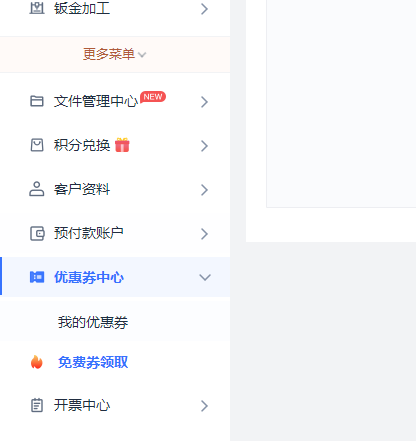 钣金加工
更多菜单
文件管理中心 NEW
积分兑换
客户资料
预付款账户
优惠券中心
我的优惠券
免费券领取
开票中心